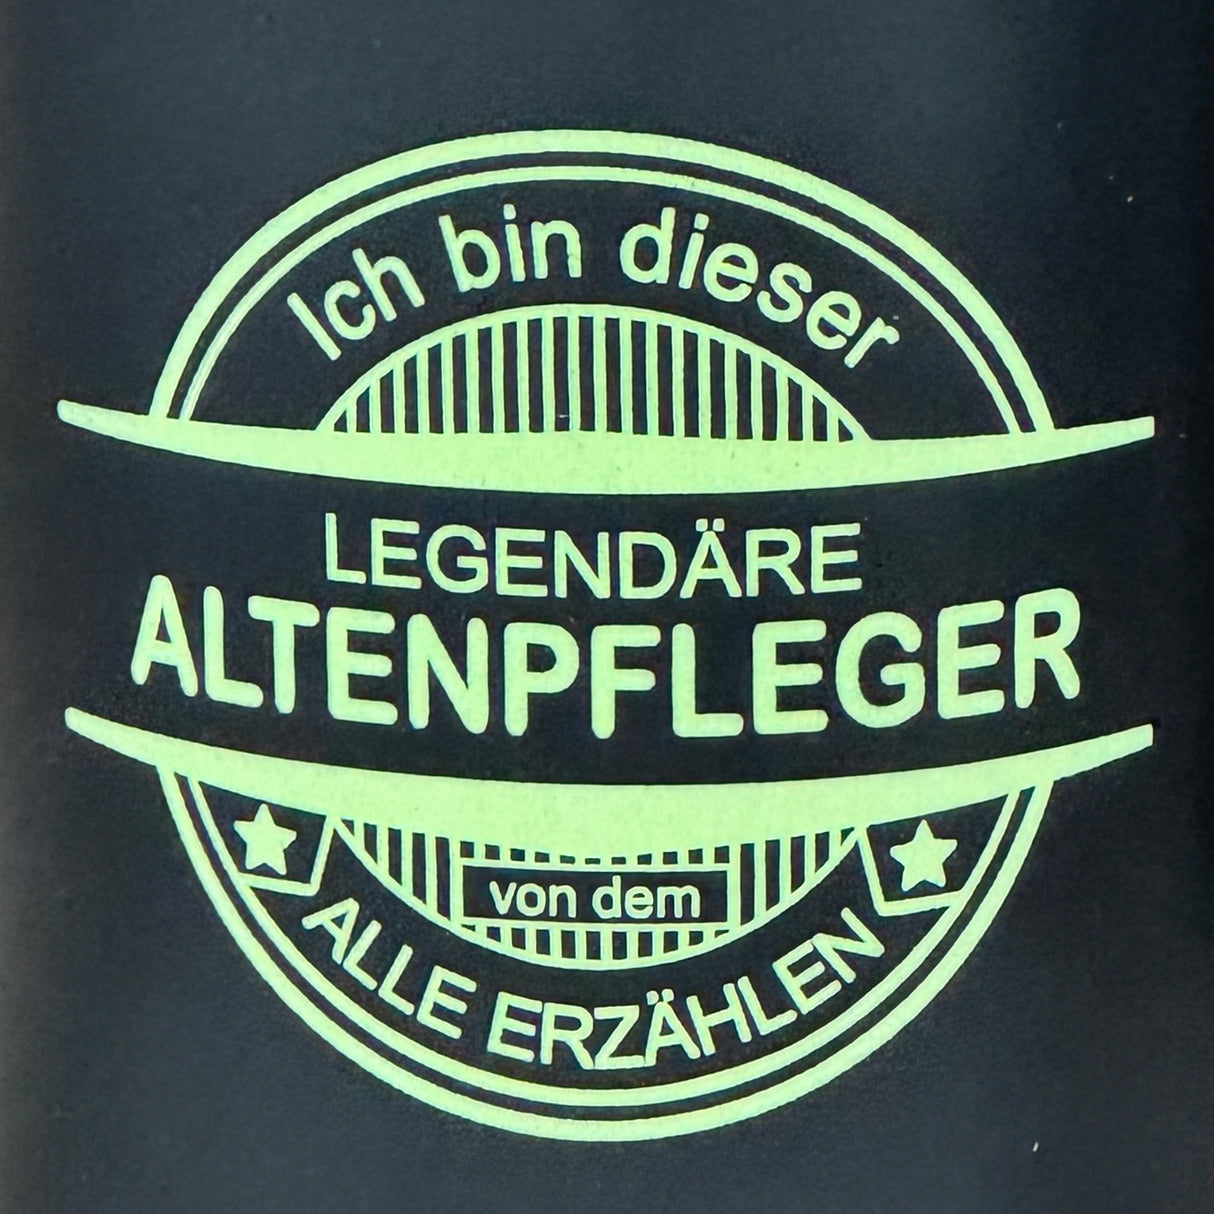 Ich bin dieser
LEGENDÄRE
ALTENPFLEGER
von dem
ALLE ERZÄHLEN